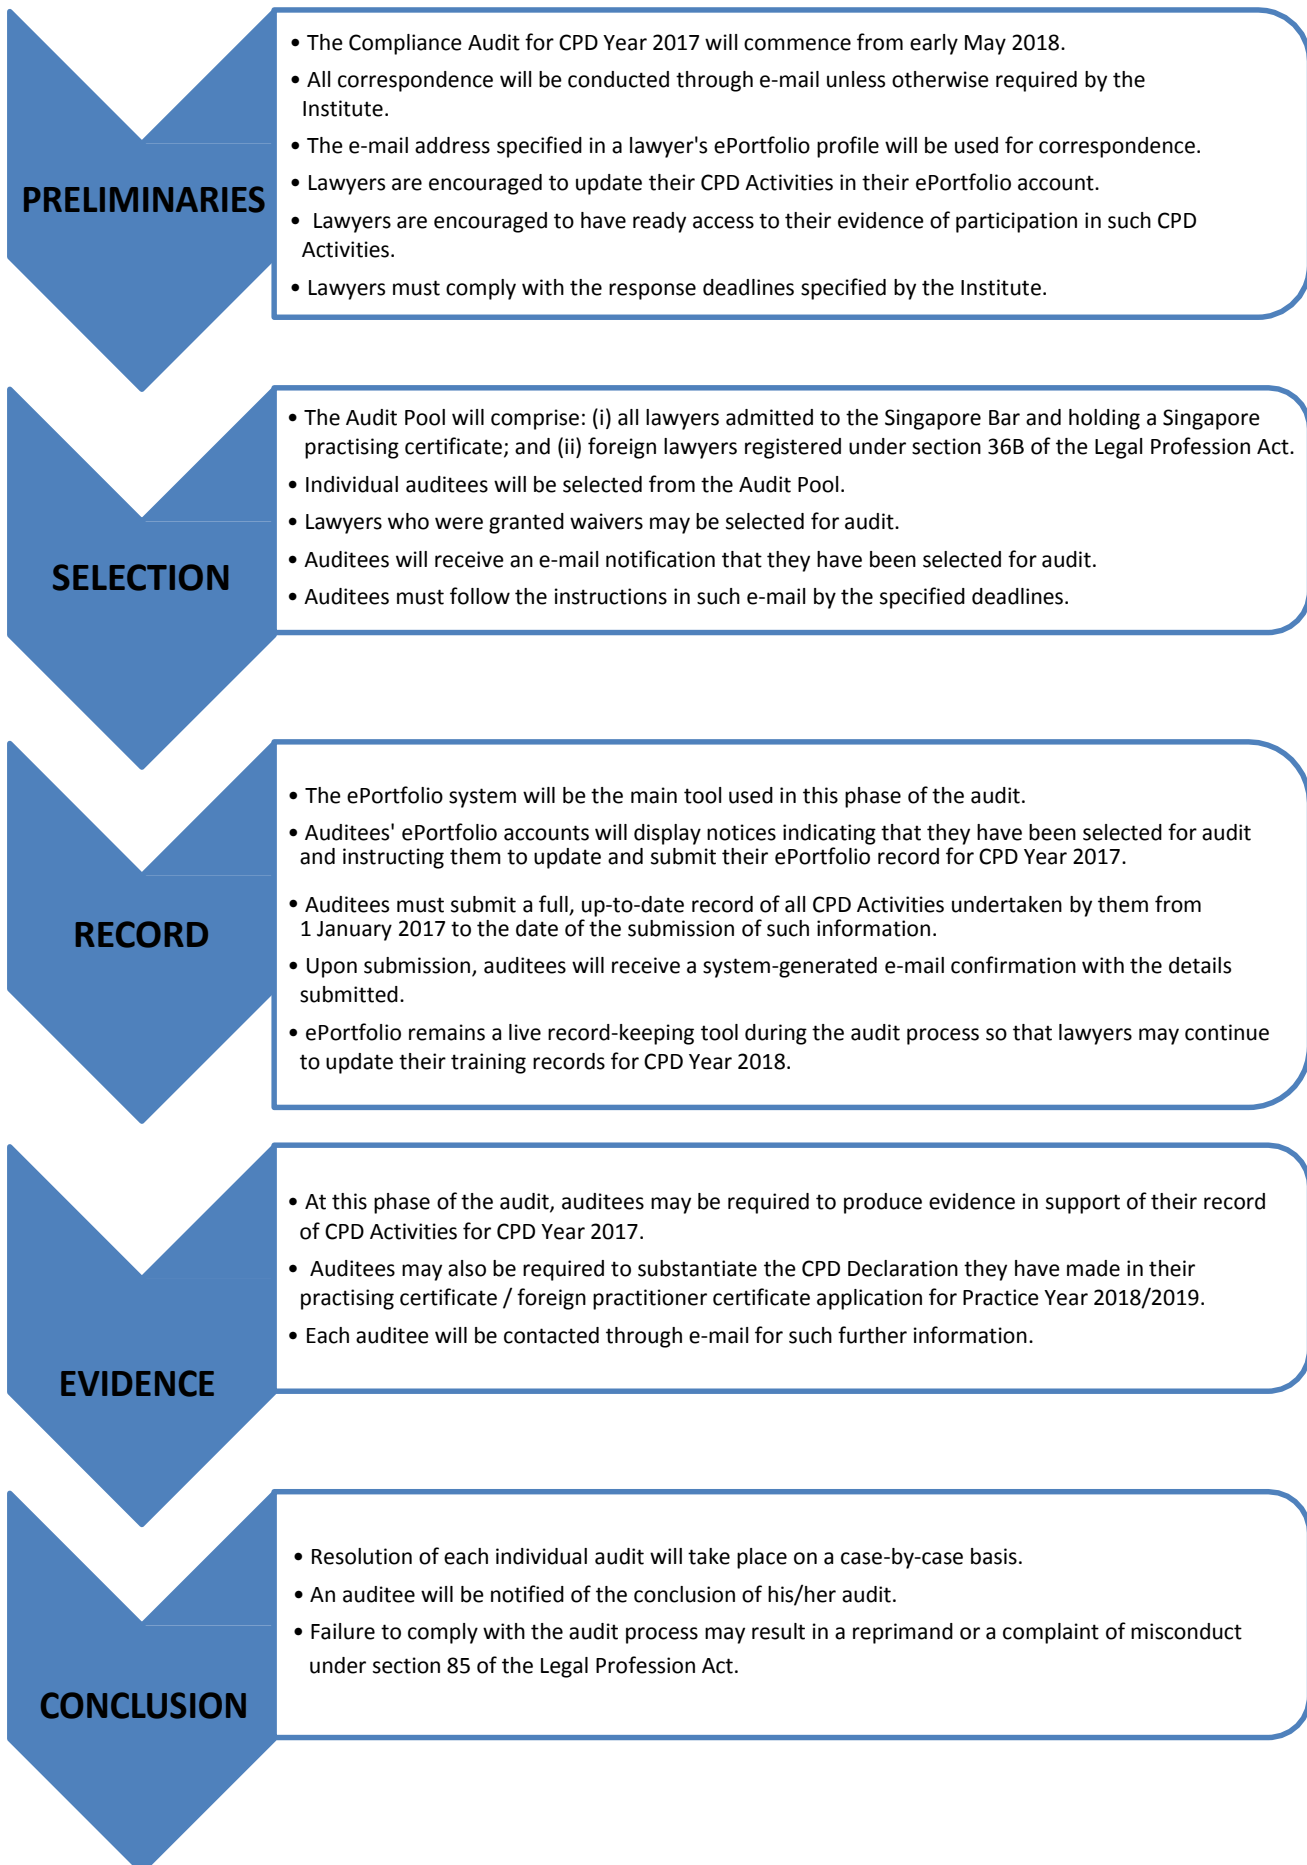 PRELIMINARIES
• The Compliance Audit for CPD Year 2017 will commence from early May 2018.
• All correspondence will be conducted through e-mail unless otherwise required by the
Institute.
• The e-mail address specified in a lawyer's ePortfolio profile will be used for correspondence.
• Lawyers are encouraged to update their CPD Activities in their ePortfolio account.
• Lawyers are encouraged to have ready access to their evidence of participation in such CPD
Activities.
• Lawyers must comply with the response deadlines specified by the Institute.
SELECTION
• The Audit Pool will comprise: (i) all lawyers admitted to the Singapore Bar and holding a Singapore
practising certificate; and (ii) foreign lawyers registered under section 36B of the Legal Profession Act.
• Individual auditees will be selected from the Audit Pool.
• Lawyers who were granted waivers may be selected for audit.
• Auditees will receive an e-mail notification that they have been selected for audit.
• Auditees must follow the instructions in such e-mail by the specified deadlines.
RECORD
• The ePortfolio system will be the main tool used in this phase of the audit.
• Auditees' ePortfolio accounts will display notices indicating that they have been selected for audit
and instructing them to update and submit their ePortfolio record for CPD Year 2017.
• Auditees must submit a full, up-to-date record of all CPD Activities undertaken by them from
1 January 2017 to the date of the submission of such information.
• Upon submission, auditees will receive a system-generated e-mail confirmation with the details
submitted.
• ePortfolio remains a live record-keeping tool during the audit process so that lawyers may continue
to update their training records for CPD Year 2018.
EVIDENCE
• At this phase of the audit, auditees may be required to produce evidence in support of their record
of CPD Activities for CPD Year 2017.
• Auditees may also be required to substantiate the CPD Declaration they have made in their
practising certificate / foreign practitioner certificate application for Practice Year 2018/2019.
• Each auditee will be contacted through e-mail for such further information.
CONCLUSION
• Resolution of each individual audit will take place on a case-by-case basis.
• An auditee will be notified of the conclusion of his/her audit.
• Failure to comply with the audit process may result in a reprimand or a complaint of misconduct
under section 85 of the Legal Profession Act.